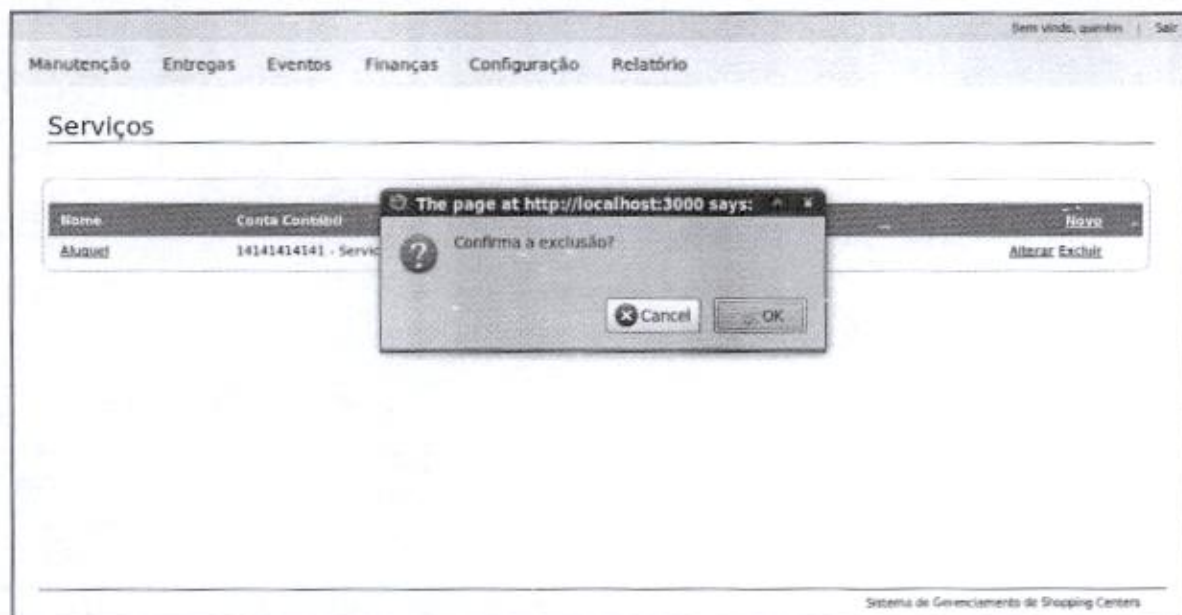 Bem vindo, quentin | Sair
Manutenção Entregas Eventos Finanças Configuração Relatório
Serviços
The page at http://localhost:3000 says:
Nome Conta Contábil Novo
Confirma a exclusão?
Aluguel 14141414141 - Servic Alterar Excluir
Cancel OK
Sistema de Gerenciamento de Shopping Centers